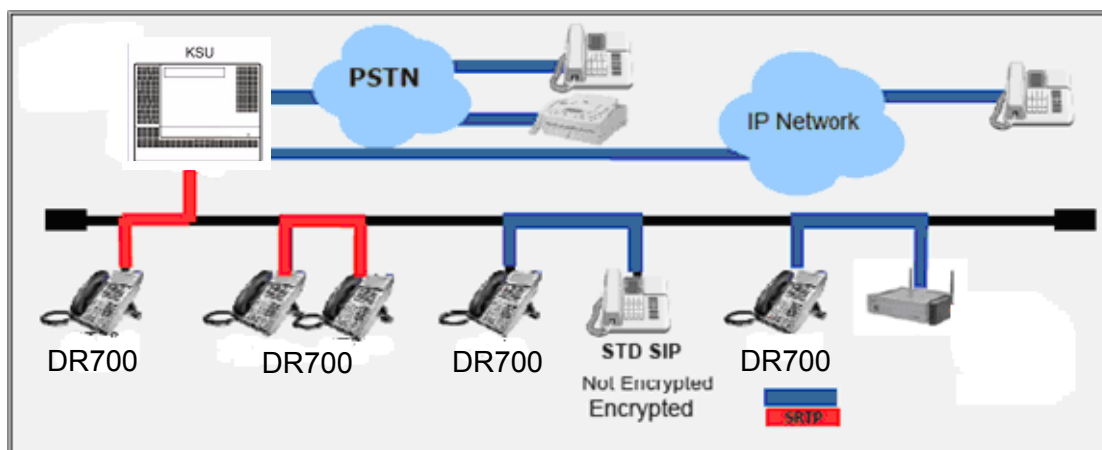 KSU
PSTN
IP Network
DR700
DR700
DR700
STD SIP
DR700
Not Encrypted
Encrypted
SRTP